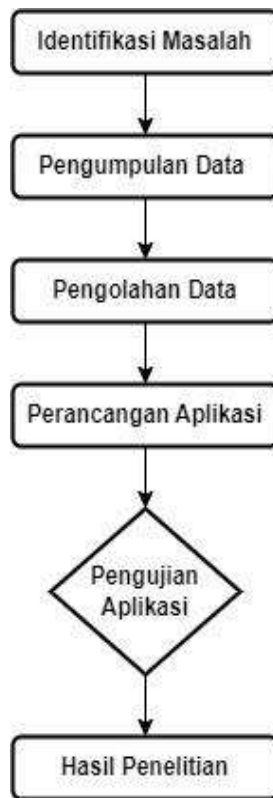 Identifikasi Masalah
Pengumpulan Data
Pengolahan Data
Perancangan Aplikasi
Pengujian
Aplikasi
Hasil Penelitian